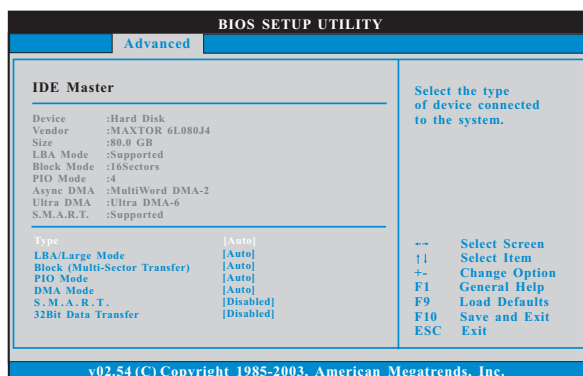 BIOS SETUP UTILITY
Advanced
IDE Master
Device :Hard Disk
Vendor :MAXTOR 6L080J4
Size :80.0 GB
LBA Mode :Supported
Block Mode :16Sectors
PIO Mode :4
Async DMA :MultiWord DMA-2
Ultra DMA :Ultra DMA-6
S.M.A.R.T. :Supported
Type [Auto]
LBA/Large Mode [Auto]
Block (Multi-Sector Transfer) [Auto]
PIO Mode [Auto]
DMA Mode [Auto]
S.M.A.R.T. [Disabled]
32Bit Data Transfer [Disabled]
Select the type
of device connected
to the system.
←→ Select Screen
↑↓ Select Item
+- Change Option
F1 General Help
F9 Load Defaults
F10 Save and Exit
ESC Exit
v02.54 (C) Copyright 1985-2003, American Megatrends, Inc.